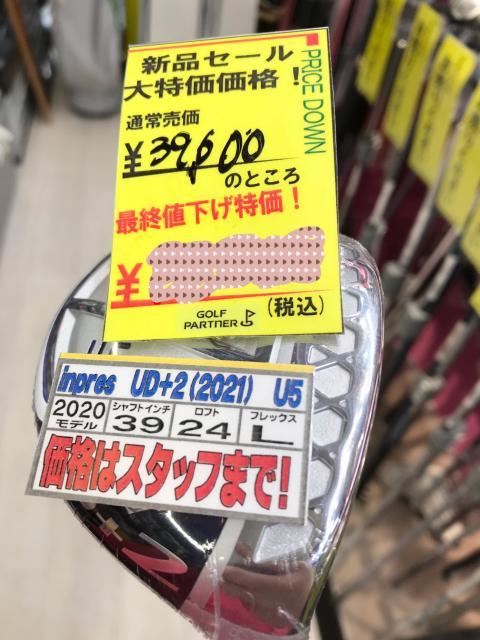 新品セール
大特価価格！
PRICE DOWN
通常売価
¥39,600
のところ
最終値下げ特価！
¥
(税込)
GOLF
PARTNER
inpres UD+2(2021) U5
2020
モデル
シャフトインチ
39
ロフト
24
フレックス
L
価格はスタッフまで!
+2